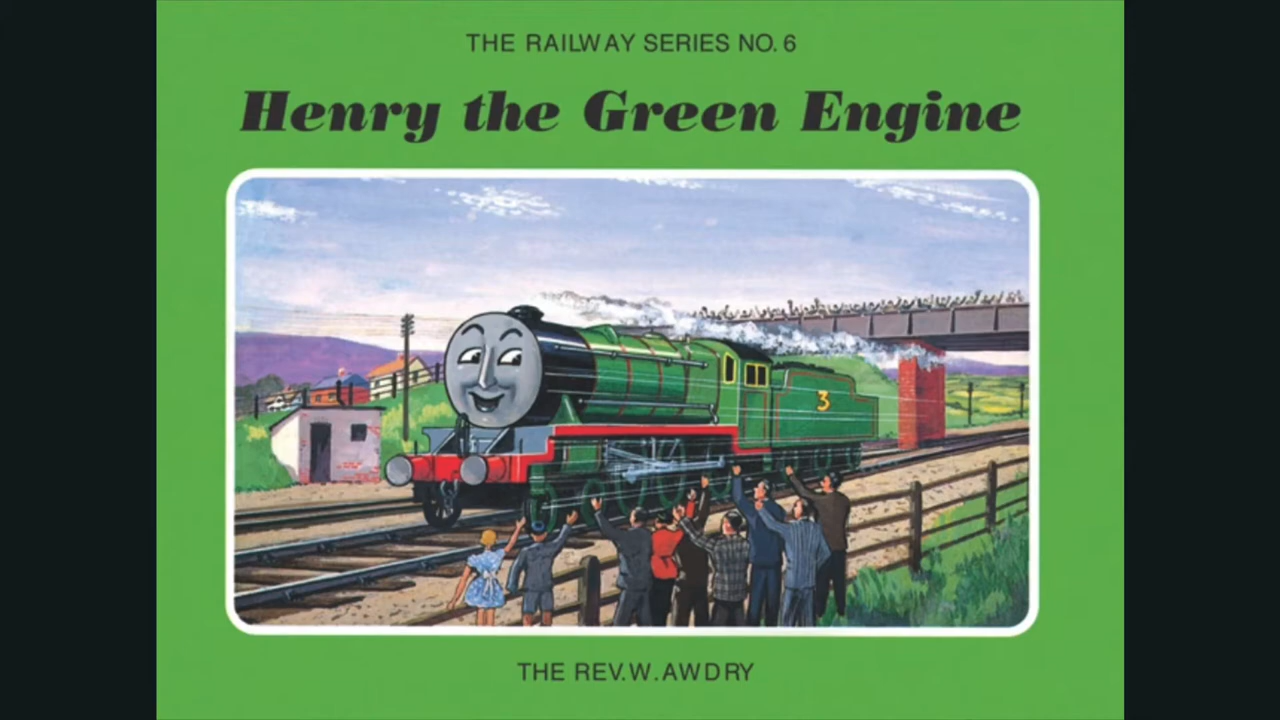 THE RAILWAY SERIES NO. 6
Henry the Green Engine
3
THE REV. W. AWDRY